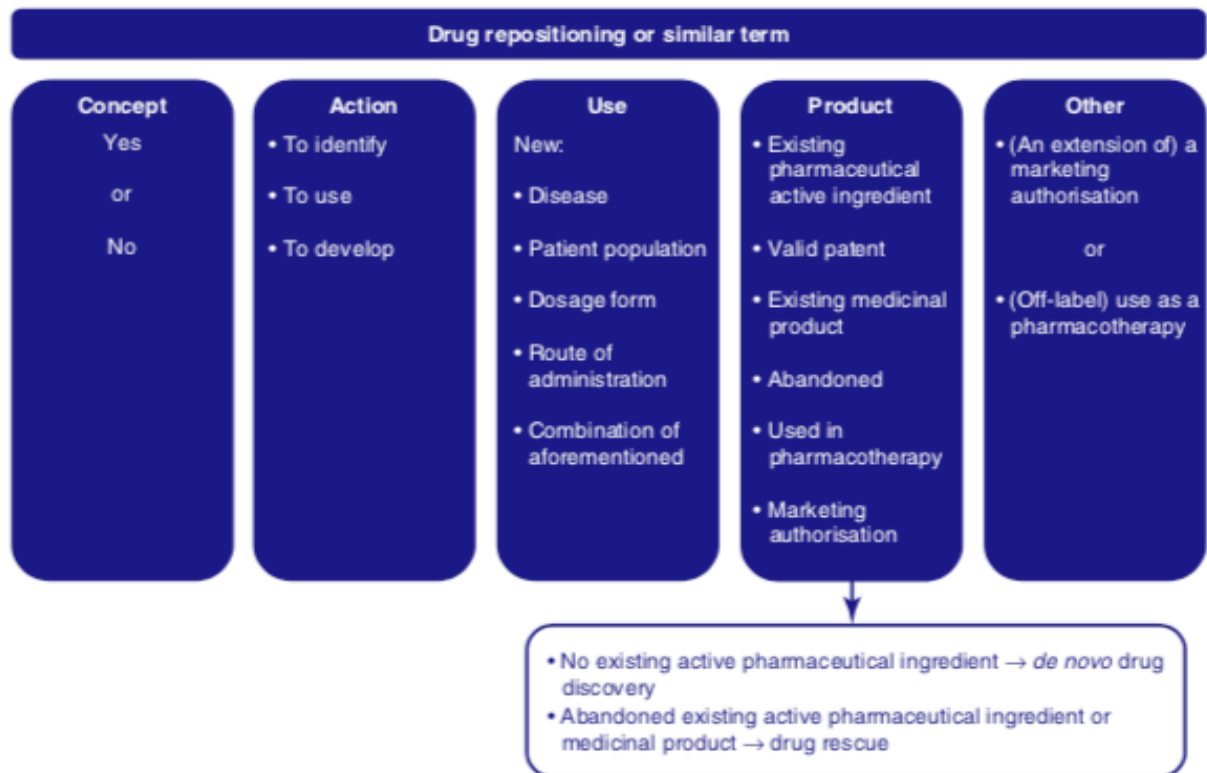 Drug repositioning or similar term
Concept
Yes
or
No
Action
• To identify
• To use
• To develop
Use
New:
• Disease
• Patient population
• Dosage form
• Route of
administration
• Combination of
aforementioned
Product
• Existing
pharmaceutical
active ingredient
• Valid patent
• Existing medicinal
product
• Abandoned
• Used in
pharmacotherapy
• Marketing
authorisation
Other
• (An extension of) a
marketing
authorisation
or
• (Off-label) use as a
pharmacotherapy
• No existing active pharmaceutical ingredient → de novo drug
discovery
• Abandoned existing active pharmaceutical ingredient or
medicinal product → drug rescue